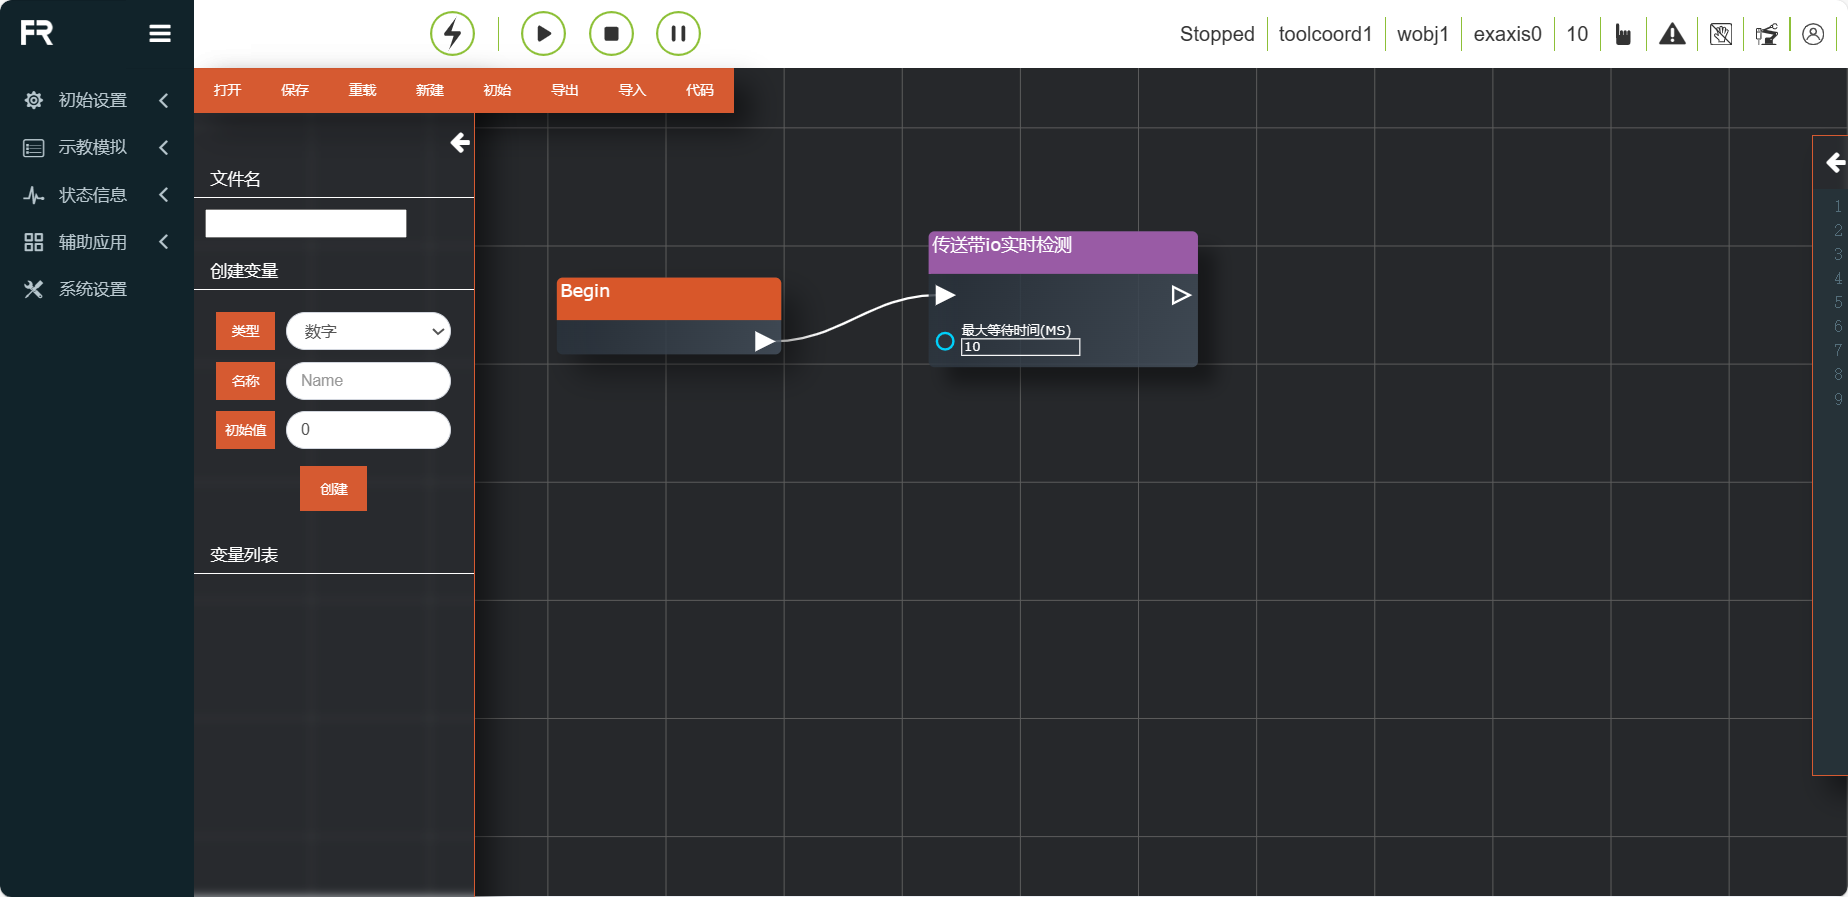 FR
Stopped
toolcoord1
wobj1
exaxis0
10
初始设置
示教模拟
状态信息
辅助应用
系统设置
打开
保存
重载
新建
初始
导出
导入
代码
文件名
创建变量
类型
数字
名称
Name
初始值
0
创建
变量列表
Begin
传送带io实时检测
最大等待时间(MS)
10
1
2
3
4
5
6
7
8
9